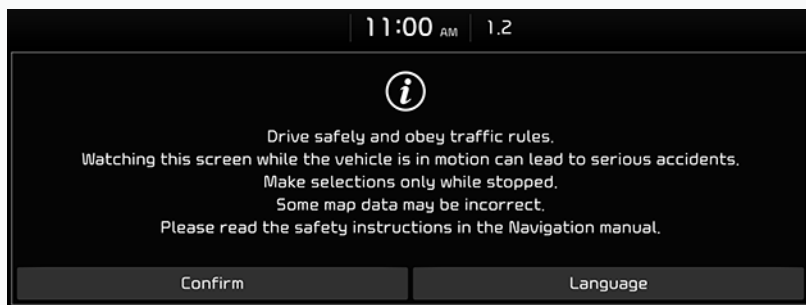 11:00 AM 1.2
i
Drive safely and obey traffic rules.
Watching this screen while the vehicle is in motion can lead to serious accidents.
Make selections only while stopped.
Some map data may be incorrect.
Please read the safety instructions in the Navigation manual.
Confirm Language